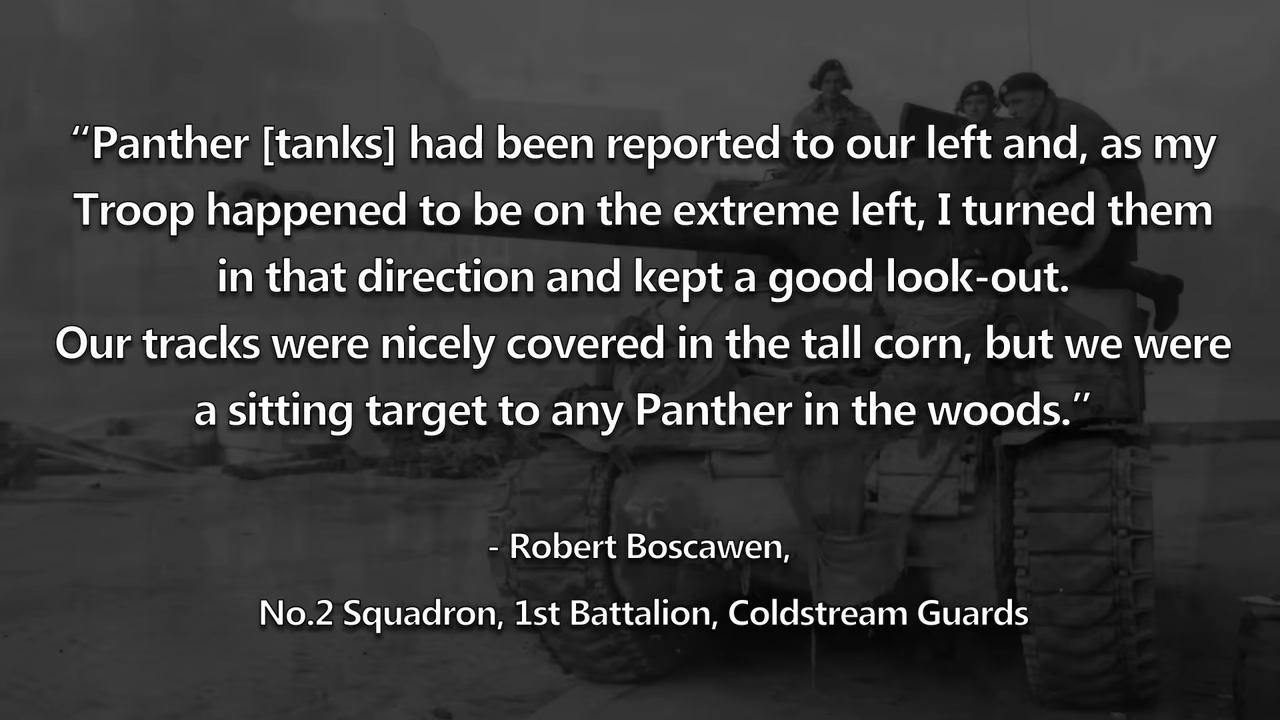 “Panther [tanks] had been reported to our left and, as my
Troop happened to be on the extreme left, I turned them
in that direction and kept a good look-out.
Our tracks were nicely covered in the tall corn, but we were
a sitting target to any Panther in the woods.”
- Robert Boscawen,
No.2 Squadron, 1st Battalion, Coldstream Guards